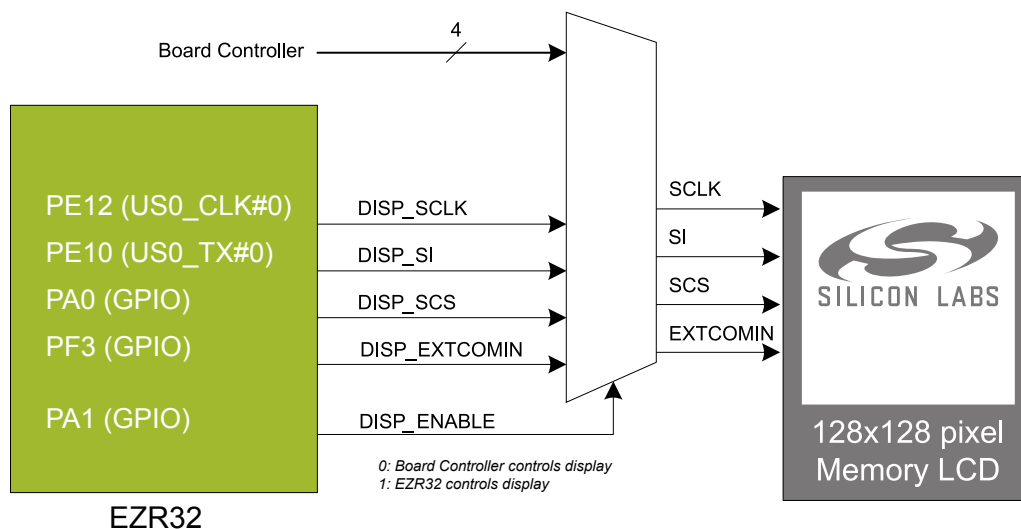 4
Board Controller
PE12 (US0_CLK#0)
PE10 (US0_TX#0)
PA0 (GPIO)
PF3 (GPIO)
PA1 (GPIO)
EZR32
DISP_SCLK
DISP_SI
DISP_SCS
DISP_EXTCOMIN
DISP_ENABLE
0: Board Controller controls display
1: EZR32 controls display
SCLK
SI
SCS
EXTCOMIN
SILICON LABS
128x128 pixel
Memory LCD